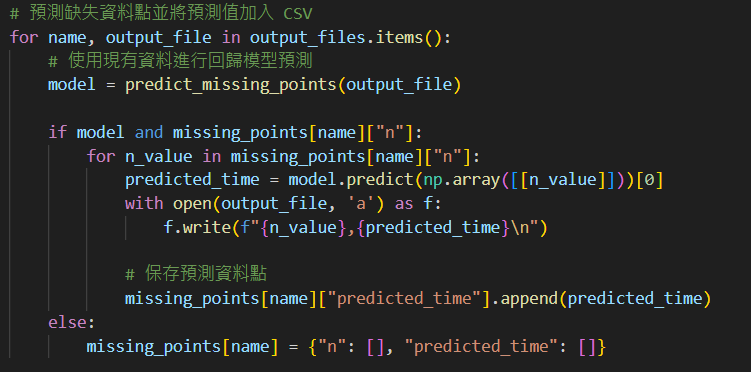 # 預測缺失資料點並將預測值加入 CSV
for name, output_file in output_files.items():
    # 使用現有資料進行回歸模型預測
    model = predict_missing_points(output_file)

    if model and missing_points[name]["n"]:
        for n_value in missing_points[name]["n"]:
            predicted_time = model.predict(np.array([[n_value]]))[0]
            with open(output_file, 'a') as f:
                f.write(f"{n_value},{predicted_time}\n")

            # 保存預測資料點
            missing_points[name]["predicted_time"].append(predicted_time)
    else:
        missing_points[name] = {"n": [], "predicted_time": []}